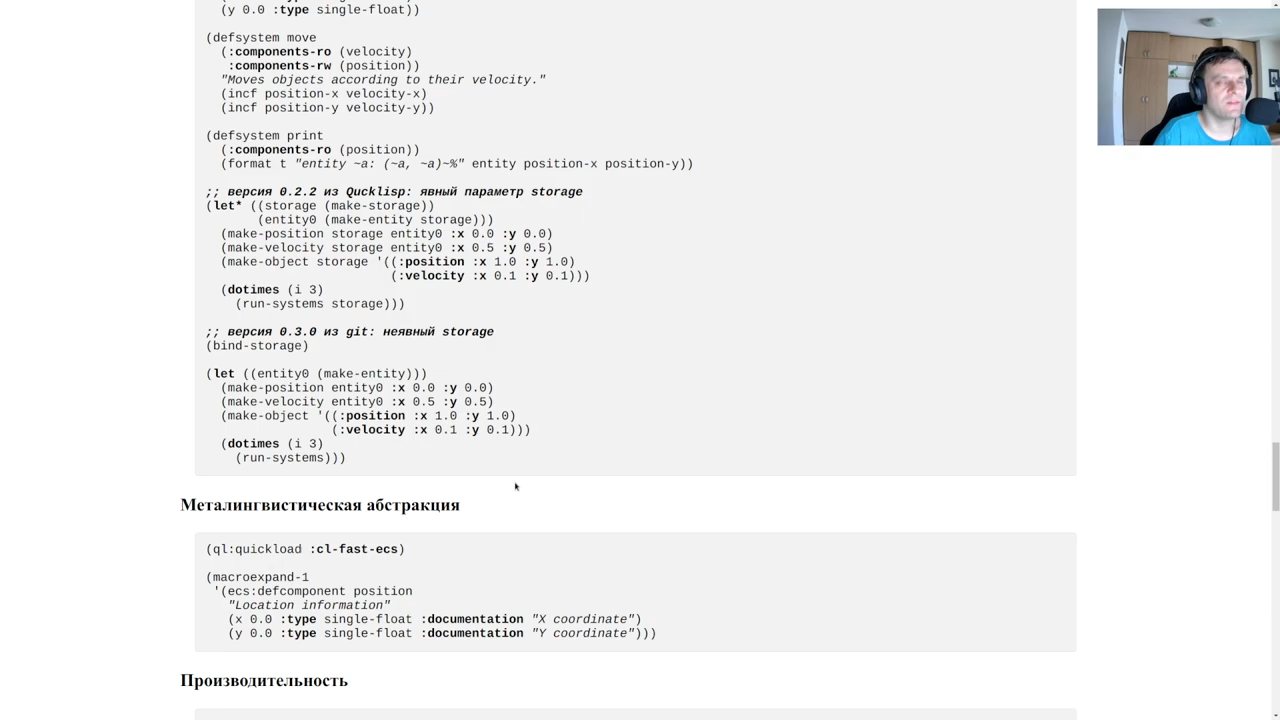 (y 0.0 :type single-float))
(defsystem move
(:components-ro (velocity)
:components-rw (position))
"Moves objects according to their velocity."
(incf position-x velocity-x)
(incf position-y velocity-y))
(defsystem print
(:components-ro (position))
(format t "entity ~a: (~a, ~a)~%" entity position-x position-y))
;; версия 0.2.2 из Qucklisp: явный параметр storage
(let* ((storage (make-storage))
(entity0 (make-entity storage)))
(make-position storage entity0 :x 0.0 :y 0.0)
(make-velocity storage entity0 :x 0.5 :y 0.5)
(make-object storage '((:position :x 1.0 :y 1.0)
(:velocity :x 0.1 :y 0.1)))
(dotimes (i 3)
(run-systems storage)))
;; версия 0.3.0 из git: неявный storage
(bind-storage)
(let ((entity0 (make-entity)))
(make-position entity0 :x 0.0 :y 0.0)
(make-velocity entity0 :x 0.5 :y 0.5)
(make-object '((:position :x 1.0 :y 1.0)
(:velocity :x 0.1 :y 0.1)))
(dotimes (i 3)
(run-systems)))
Металингвистическая абстракция
(ql:quickload :cl-fast-ecs)
(macroexpand-1
'(ecs:defcomponent position
"Location information"
(x 0.0 :type single-float :documentation "X coordinate")
(y 0.0 :type single-float :documentation "Y coordinate")))
Производительность